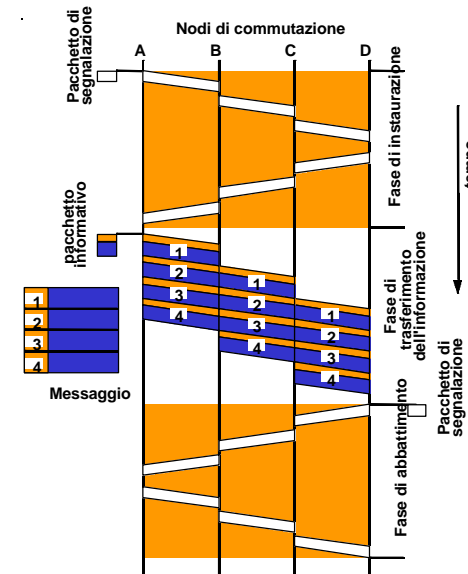 Nodi di commutazione
A B C D
Pacchetto di
segnalazione
Fase di instaurazione
tempo
pacchetto
informativo
1
2
3
4
1
2
3
4
1
2
3
4
Fase di
trasferimento
dell'informazione
1
2
3
4
Messaggio
Fase di abbattimento
Pacchetto di
segnalazione